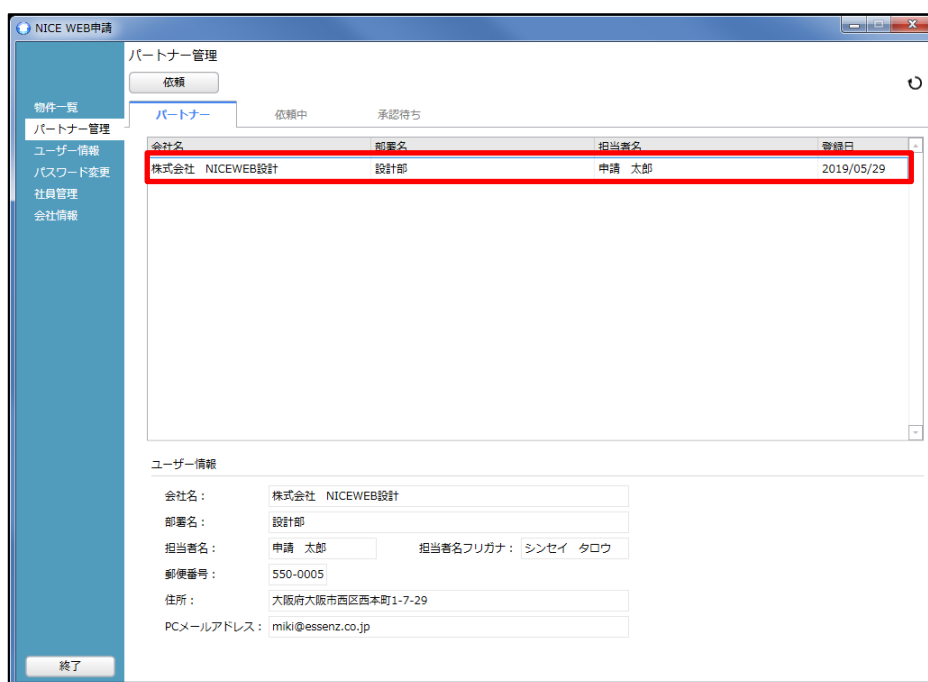 NICE WEB申請
パートナー管理
依頼
物件一覧
パートナー管理
ユーザー情報
パスワード変更
社員管理
会社情報
パートナー 依頼中 承認待ち
会社名 部署名 担当者名 登録日
株式会社　NICEWEB設計 設計部 申請　太郎 2019/05/29
ユーザー情報
会社名： 株式会社　NICEWEB設計
部署名： 設計部
担当者名： 申請　太郎 担当者名フリガナ： シンセイ　タロウ
郵便番号： 550-0005
住所： 大阪府大阪市西区西本町1-7-29
PCメールアドレス： miki@essenz.co.jp
終了